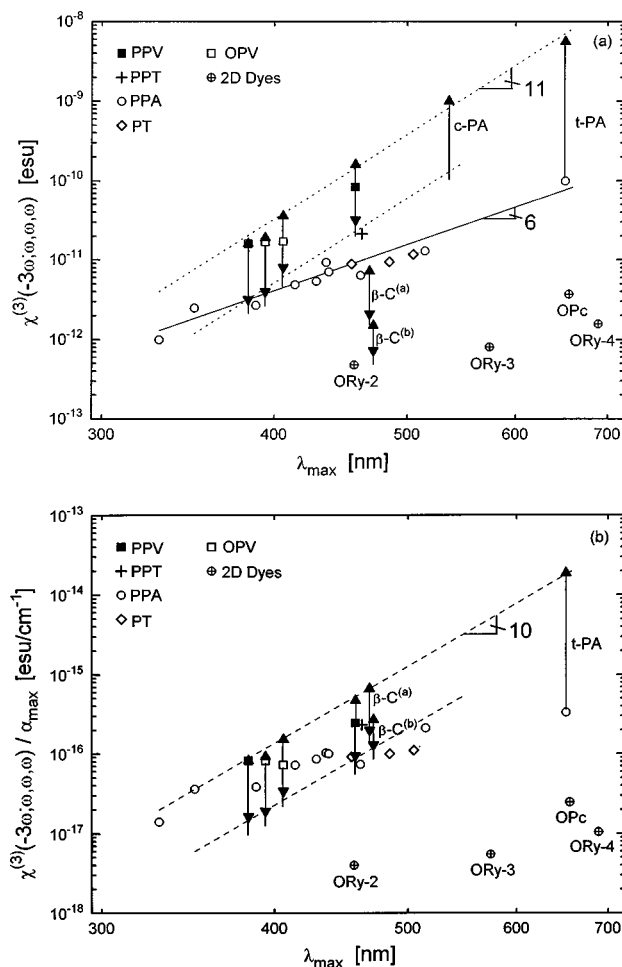 (a)
10⁻⁸
10⁻⁹
10⁻¹⁰
10⁻¹¹
10⁻¹²
10⁻¹³
χ⁽³⁾(-3ω;ω,ω,ω) [esu]
PPV
OPV
PPT
2D Dyes
PPA
PT
11
c-PA
t-PA
6
β-C⁽ᵃ⁾
β-C⁽ᵇ⁾
OPc
ORy-2
ORy-3
ORy-4
300 400 500 600 700
λmax [nm]
(b)
10⁻¹³
10⁻¹⁴
10⁻¹⁵
10⁻¹⁶
10⁻¹⁷
10⁻¹⁸
χ⁽³⁾(-3ω;ω,ω,ω) / αmax [esu/cm⁻¹]
PPV
OPV
PPT
2D Dyes
PPA
PT
10
t-PA
β-C⁽ᵃ⁾
β-C⁽ᵇ⁾
OPc
ORy-2
ORy-3
ORy-4
300 400 500 600 700
λmax [nm]